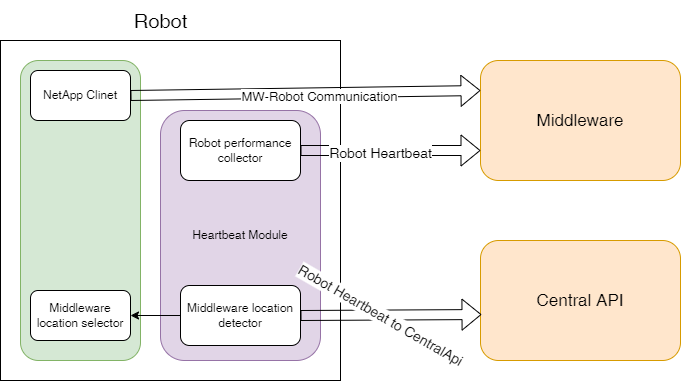 Robot
NetApp Clinet
MW-Robot Communication
Middleware
Robot performance
collector
Robot Heartbeat
Heartbeat Module
Robot Heartbeat to CentralApi
Central API
Middleware
location selector
Middleware location
detector